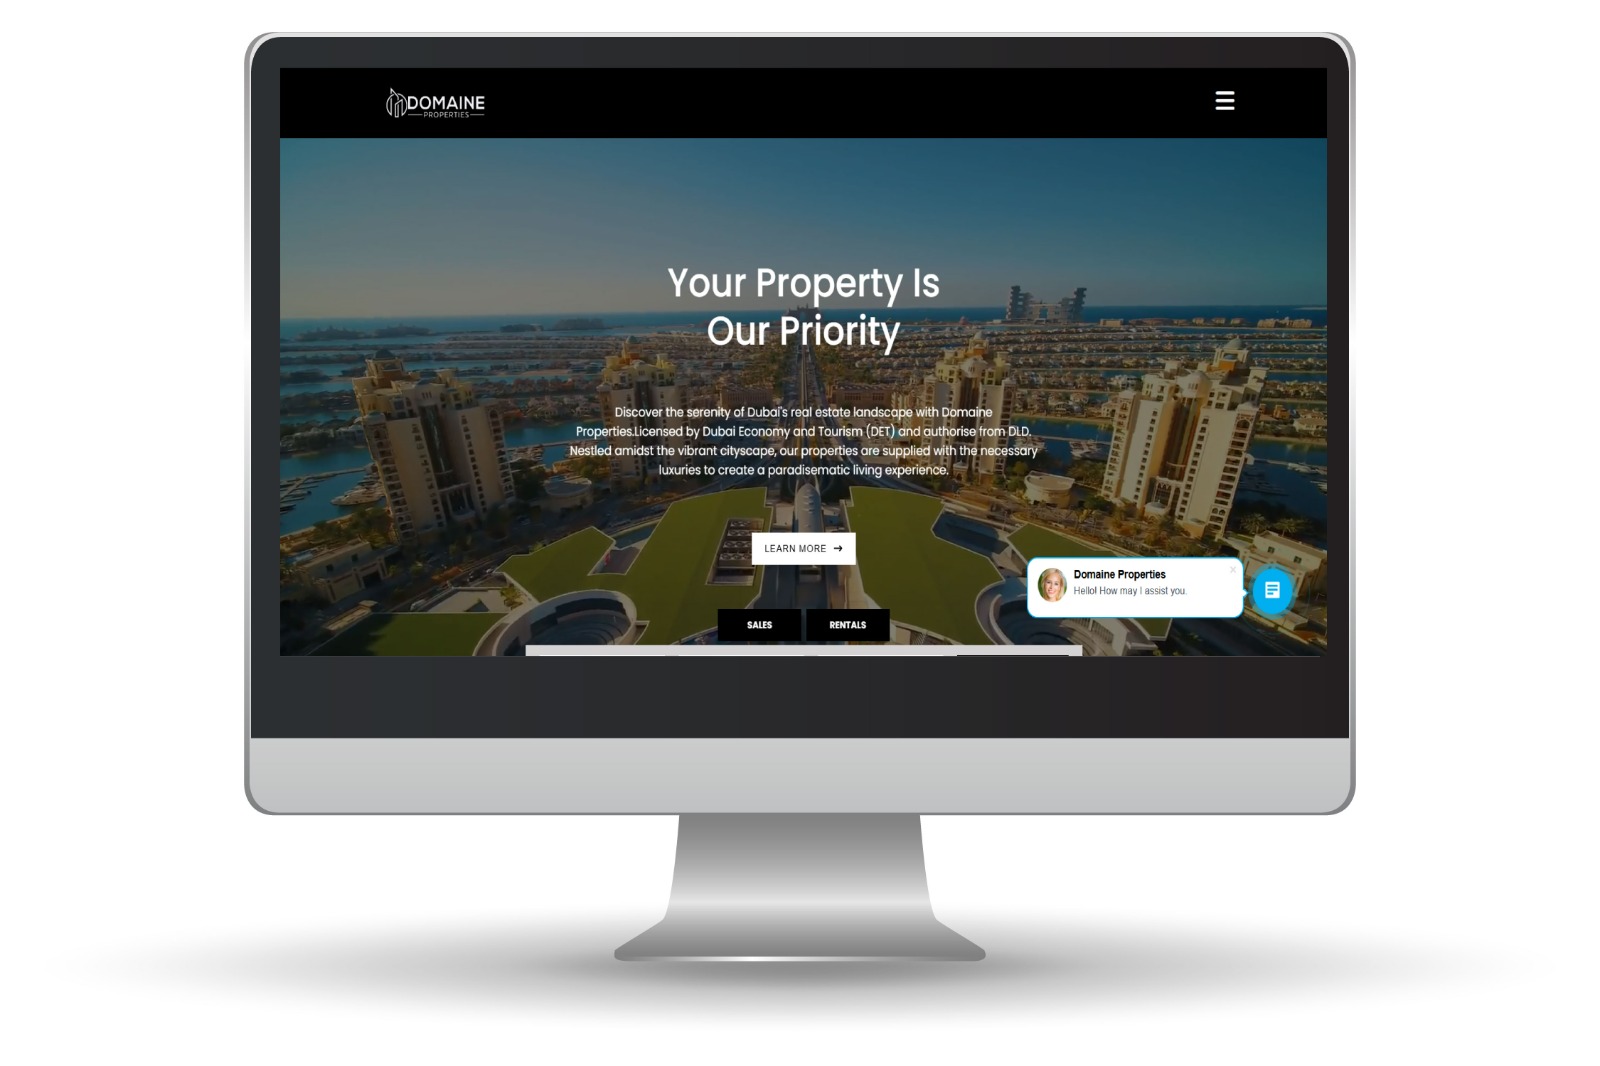 DOMAINE
PROPERTIES
Your Property Is
Our Priority
Discover the serenity of Dubai's real estate landscape with Domaine
Properties.Licensed by Dubai Economy and Tourism (DET) and authorise from DLD.
Nestled amidst the vibrant cityscape, our properties are supplied with the necessary
luxuries to create a paradisematic living experience.
LEARN MORE →
Domaine Properties
Hello! How may I assist you.
SALES
RENTALS